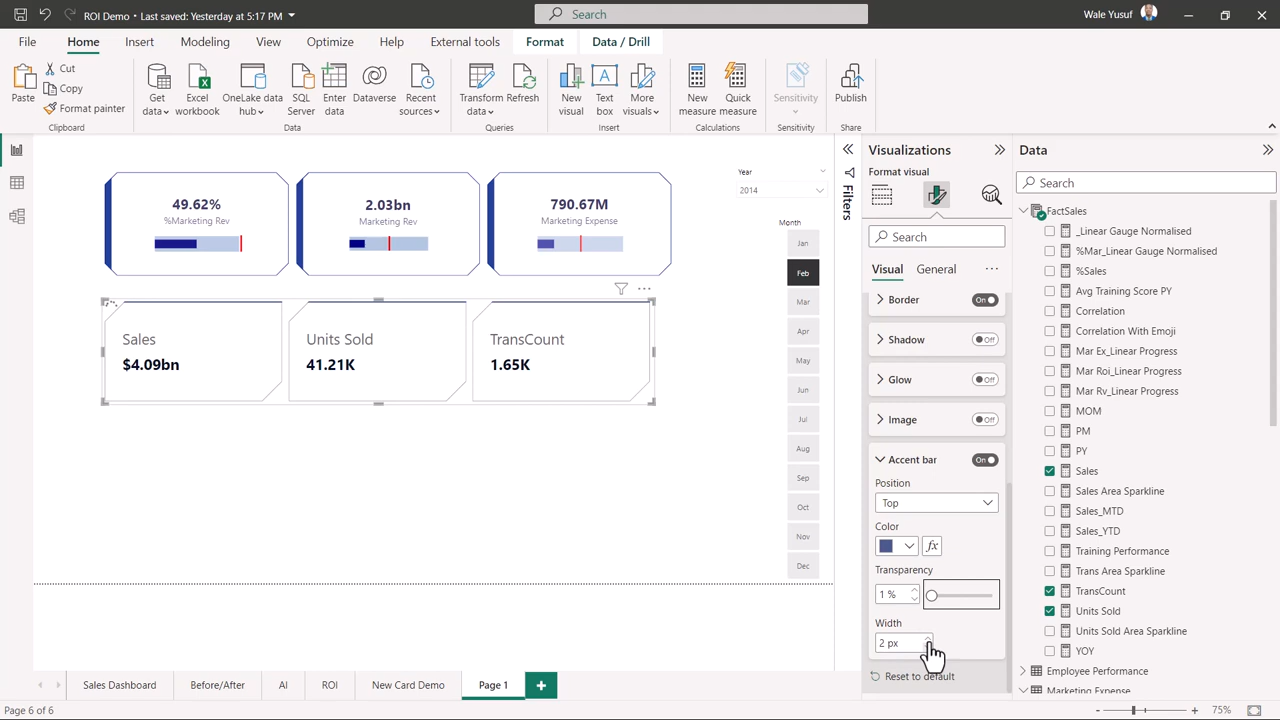 ROI Demo • Last saved: Yesterday at 5:17 PM
Search
Wale Yusuf
File
Home
Insert
Modeling
View
Optimize
Help
External tools
Format
Data / Drill
Paste
Cut
Copy
Format painter
Clipboard
Get data
Excel workbook
OneLake data hub
SQL Server
Enter data
Dataverse
Recent sources
Data
Transform data
Refresh
Queries
New visual
Text box
More visuals
Insert
New measure
Quick measure
Calculations
Sensitivity
Sensitivity
Publish
Share
49.62%
%Marketing Rev
2.03bn
Marketing Rev
790.67M
Marketing Expense
Year
2014
Month
Jan
Feb
Mar
Apr
May
Jun
Jul
Aug
Sep
Oct
Nov
Dec
Sales
$4.09bn
Units Sold
41.21K
TransCount
1.65K
Filters
Visualizations
Format visual
Search
Visual
General
Border
On
Shadow
Off
Glow
Off
Image
Off
Accent bar
On
Position
Top
Color
fx
Transparency
1 %
Width
2 px
Reset to default
Data
Search
FactSales
_Linear Gauge Normalised
%Mar_Linear Gauge Normalised
%Sales
Avg Training Score PY
Correlation
Correlation With Emoji
Mar Ex_Linear Progress
Mar Roi_Linear Progress
Mar Rv_Linear Progress
MOM
PM
PY
Sales
Sales Area Sparkline
Sales_MTD
Sales_YTD
Training Performance
Trans Area Sparkline
TransCount
Units Sold
Units Sold Area Sparkline
YOY
Employee Performance
Marketing Expense
Sales Dashboard
Before/After
AI
ROI
New Card Demo
Page 1
Page 6 of 6
75%